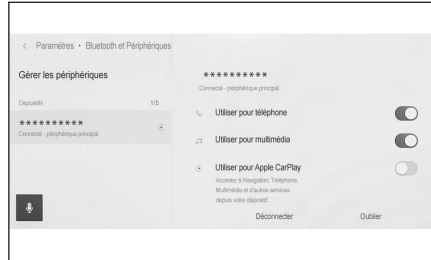 < Paramètres • Bluetooth et Périphériques
Gérer les périphériques
Dispositifs 1/5
**********
Connecté - périphérique principal
**********
Connecté - périphérique principal
Utiliser pour téléphone
Utiliser pour multimédia
Utiliser pour Apple CarPlay
Accédez à Navigation, Téléphone,
Multimédia et d'autres services
depuis votre dispositif
Déconnecter Oublier